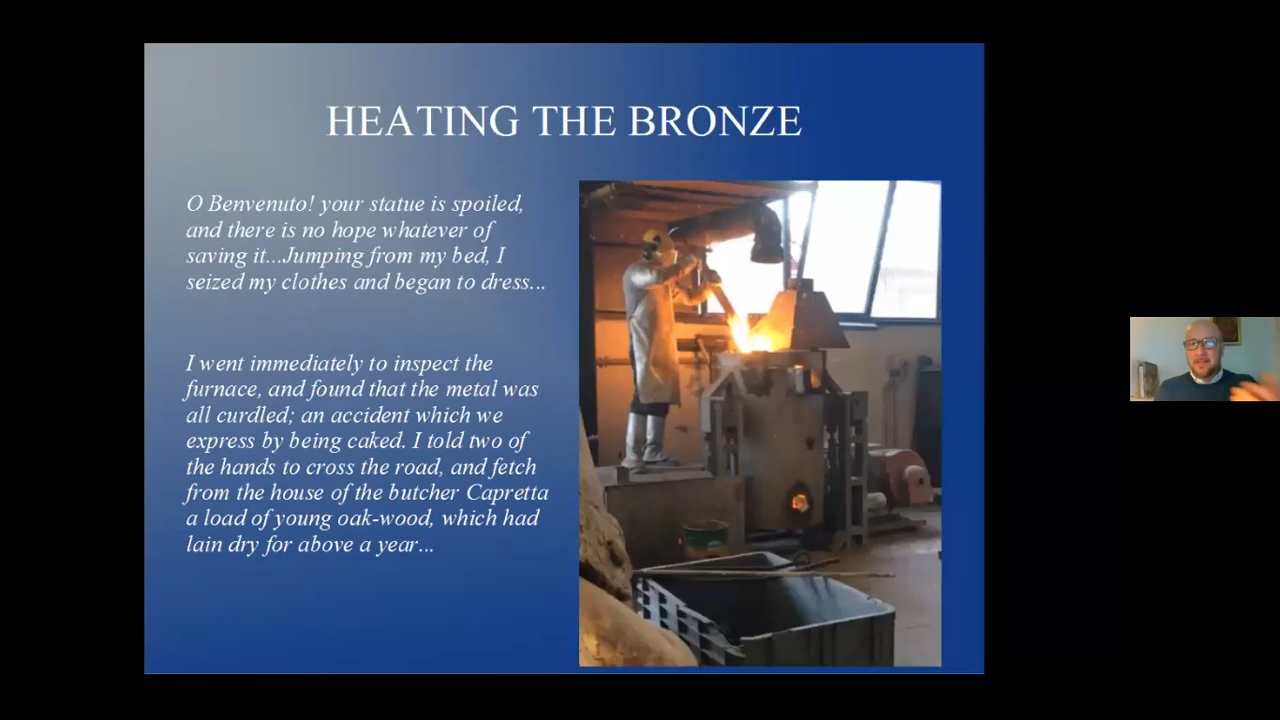 HEATING THE BRONZE
O Benvenuto! your statue is spoiled,
and there is no hope whatever of
saving it...Jumping from my bed, I
seized my clothes and began to dress...
I went immediately to inspect the
furnace, and found that the metal was
all curdled; an accident which we
express by being caked. I told two of
the hands to cross the road, and fetch
from the house of the butcher Capretta
a load of young oak-wood, which had
lain dry for above a year...